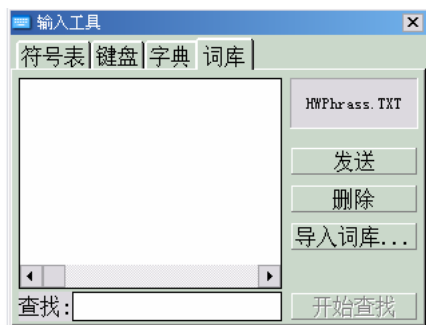 输入工具
符号表 键盘 字典 词库
HWPhrass.TXT
发送
删除
导入词库...
查找:
开始查找